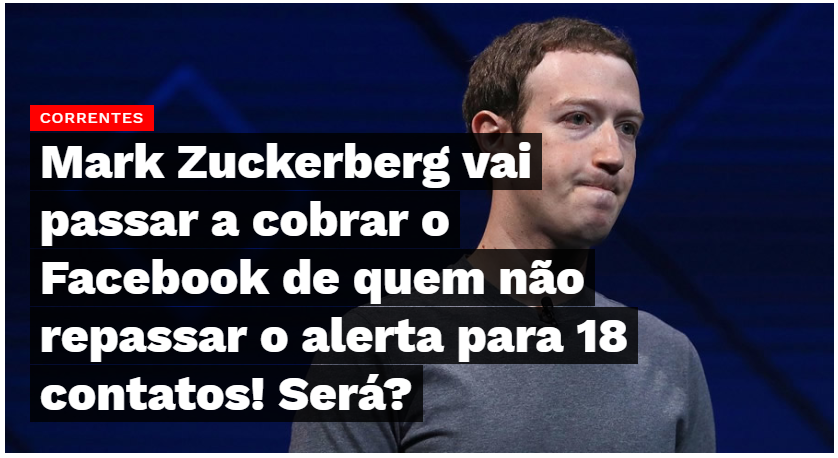 CORRENTES
Mark Zuckerberg vai
passar a cobrar o
Facebook de quem não
repassar o alerta para 18
contatos! Será?